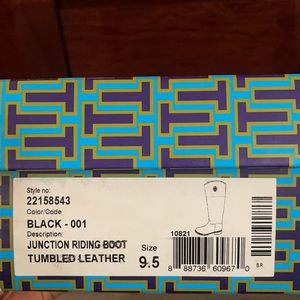 Style no:
22158543
Color/Code
BLACK - 001
Description:
10821
JUNCTION RIDING BOOT Size
TUMBLED LEATHER 9.5
8 88736 60967 0
BR